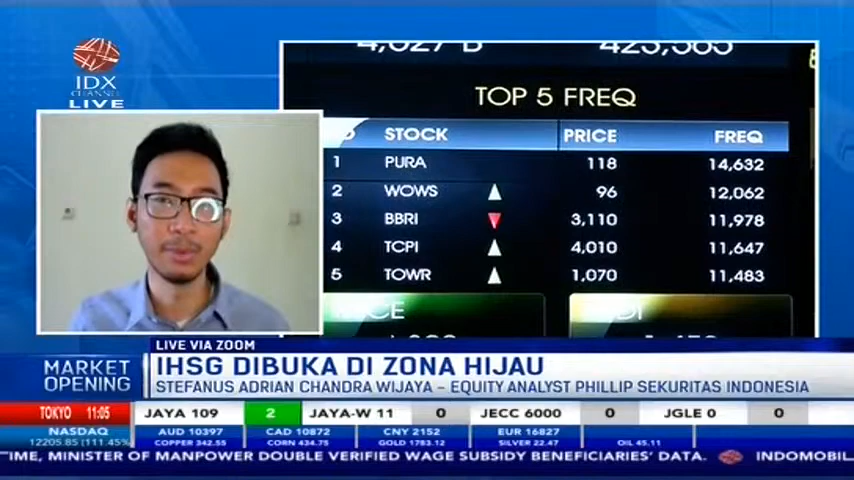 4,027 B 423,565
TOP 5 FREQ
STOCK PRICE FREQ
1 PURA 118 14,632
2 WOWS 96 12,062
3 BBRI 3,110 11,978
4 TCPI 4,010 11,647
5 TOWR 1,070 11,483
IDX
CHANNEL
LIVE
LIVE VIA ZOOM
MARKET OPENING
IHSG DIBUKA DI ZONA HIJAU
STEFANUS ADRIAN CHANDRA WIJAYA – EQUITY ANALYST PHILLIP SEKURITAS INDONESIA
TOKYO 11:05 JAYA 109 2 JAYA-W 11 0 JECC 6000 0 JGLE 0 0
NASDAQ AUD 10397 CAD 10872 CNY 2152 EUR 16827
12205.85 (111.45%) COPPER 342.55 CORN 434.75 GOLD 1783.12 SILVER 22.47 OIL 45.11
TIME, MINISTER OF MANPOWER DOUBLE VERIFIED WAGE SUBSIDY BENEFICIARIES' DATA. INDOMOBIL